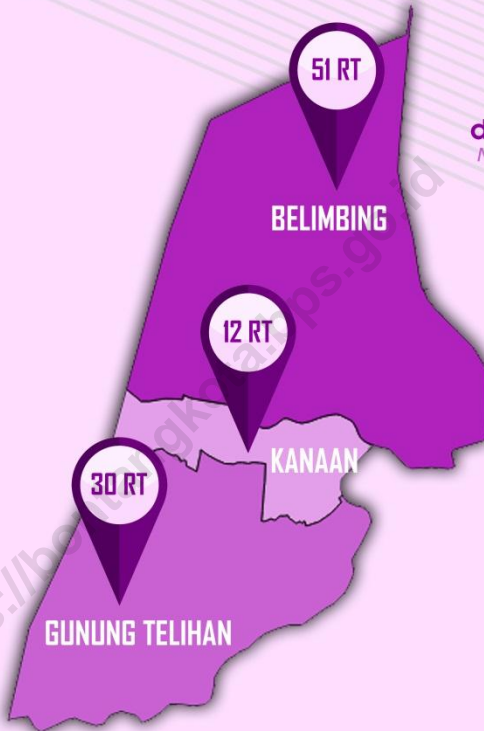 51 RT
BELIMBING
12 RT
KANAAN
30 RT
GUNUNG TELIHAN